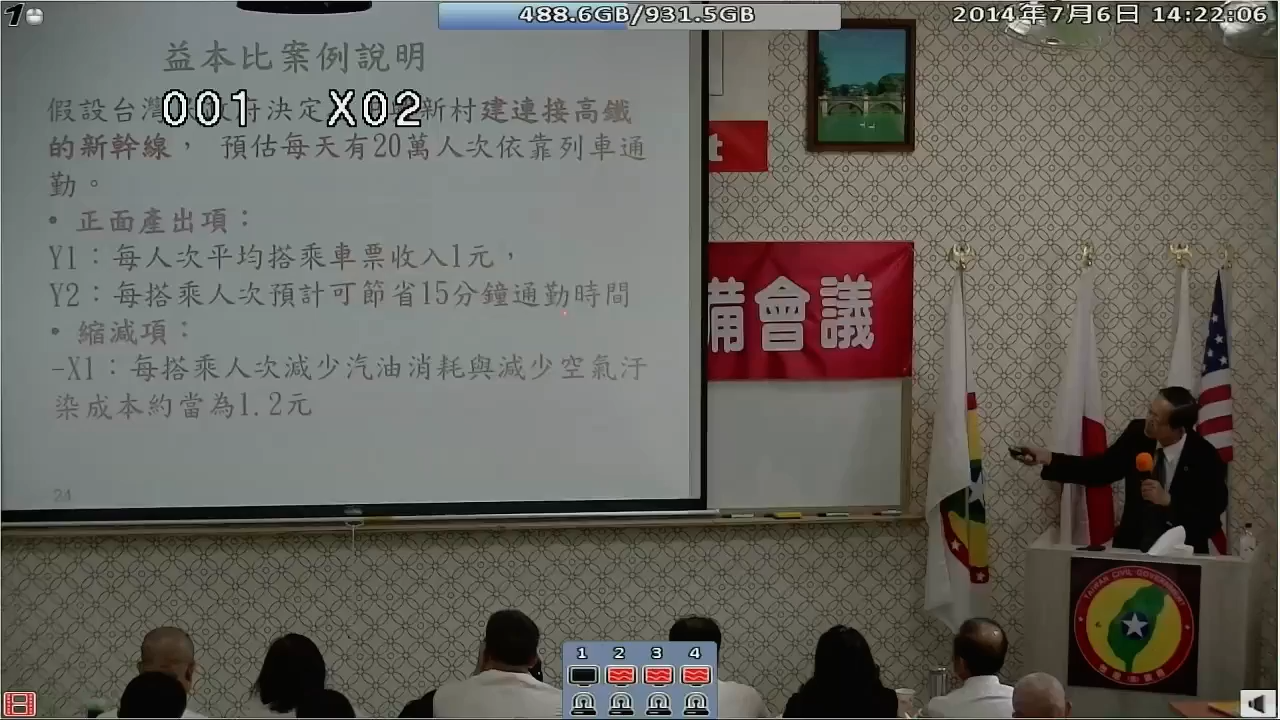 1
488.6GB/931.5GB
2014年7月6日 14:22:06
益本比案例說明
001 X02
假設台灣 府決定 新村建連接高鐵
的新幹線， 預估每天有20萬人次依靠列車通
勤。
• 正面產出項：
Y1：每人次平均搭乘車票收入1元，
Y2：每搭乘人次預計可節省15分鐘通勤時間
• 縮減項：
-X1：每搭乘人次減少汽油消耗與減少空氣汙
染成本約當為1.2元
24
t
備會議
TAIWAN CIVIL GOVERNMENT
1 2 3 4